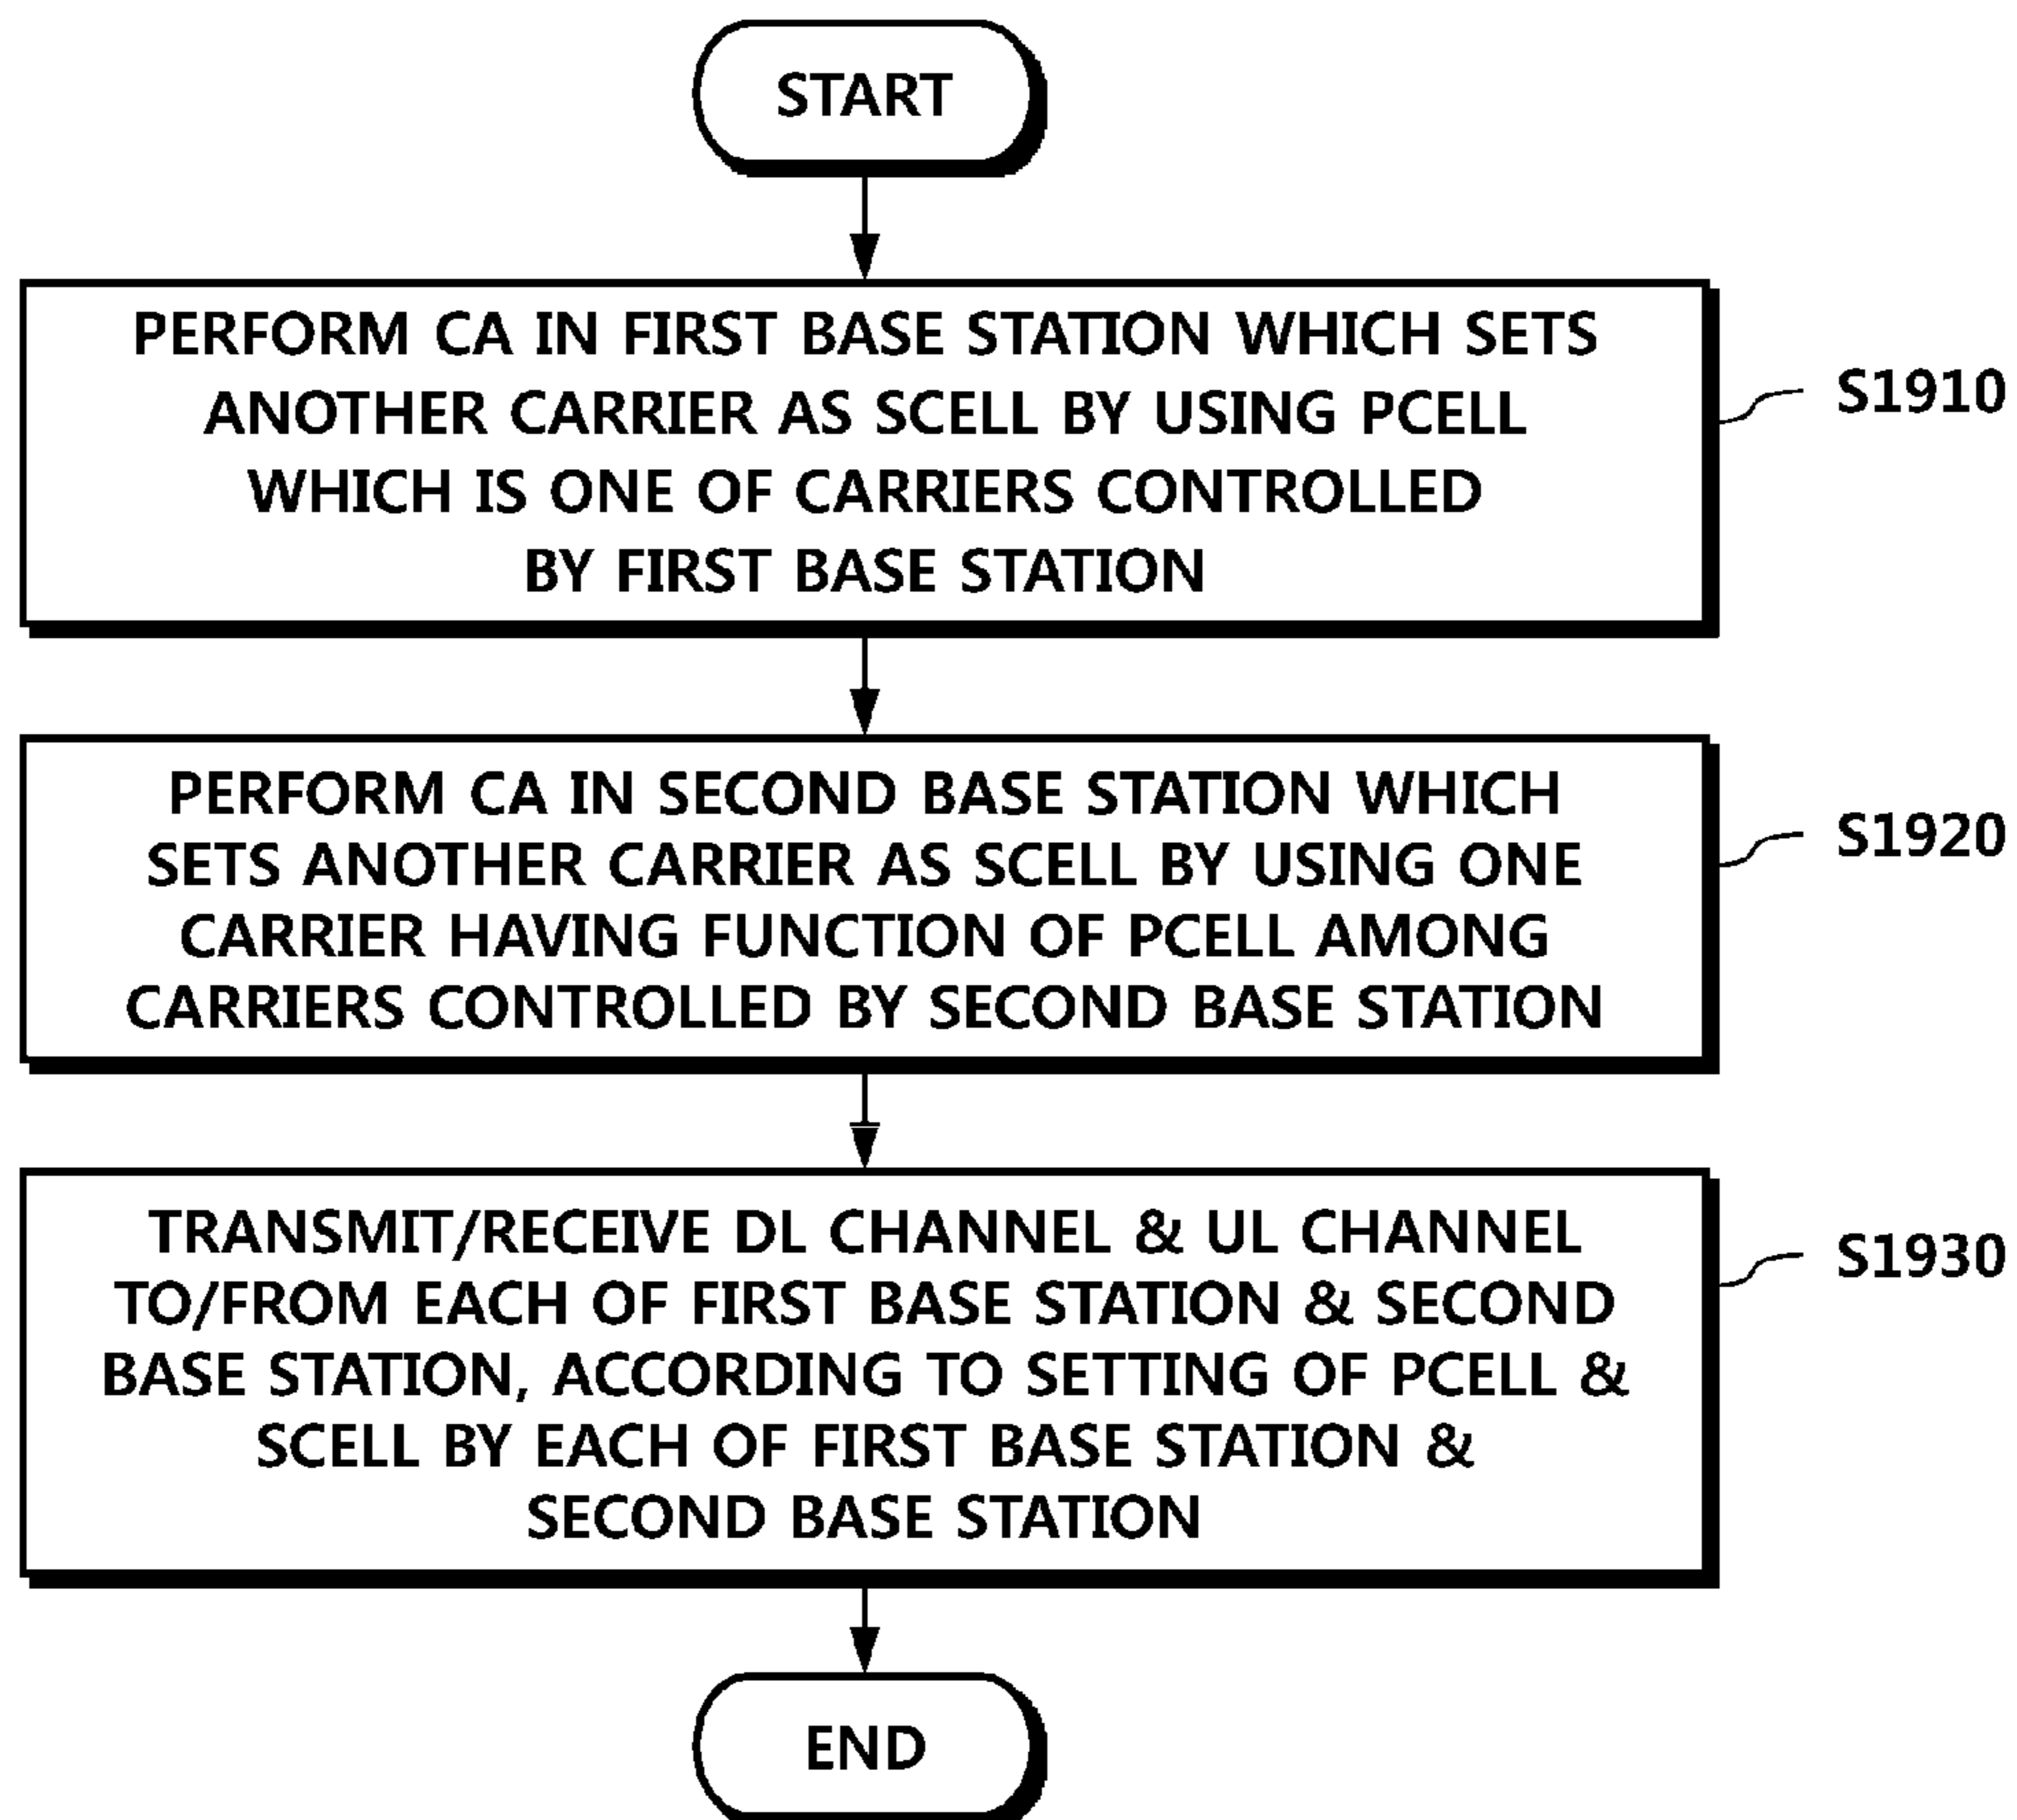 START
PERFORM CA IN FIRST BASE STATION WHICH SETS
ANOTHER CARRIER AS SCELL BY USING PCELL
WHICH IS ONE OF CARRIERS CONTROLLED
BY FIRST BASE STATION
S1910
PERFORM CA IN SECOND BASE STATION WHICH
SETS ANOTHER CARRIER AS SCELL BY USING ONE
CARRIER HAVING FUNCTION OF PCELL AMONG
CARRIERS CONTROLLED BY SECOND BASE STATION
S1920
TRANSMIT/RECEIVE DL CHANNEL & UL CHANNEL
TO/FROM EACH OF FIRST BASE STATION & SECOND
BASE STATION, ACCORDING TO SETTING OF PCELL &
SCELL BY EACH OF FIRST BASE STATION &
SECOND BASE STATION
S1930
END